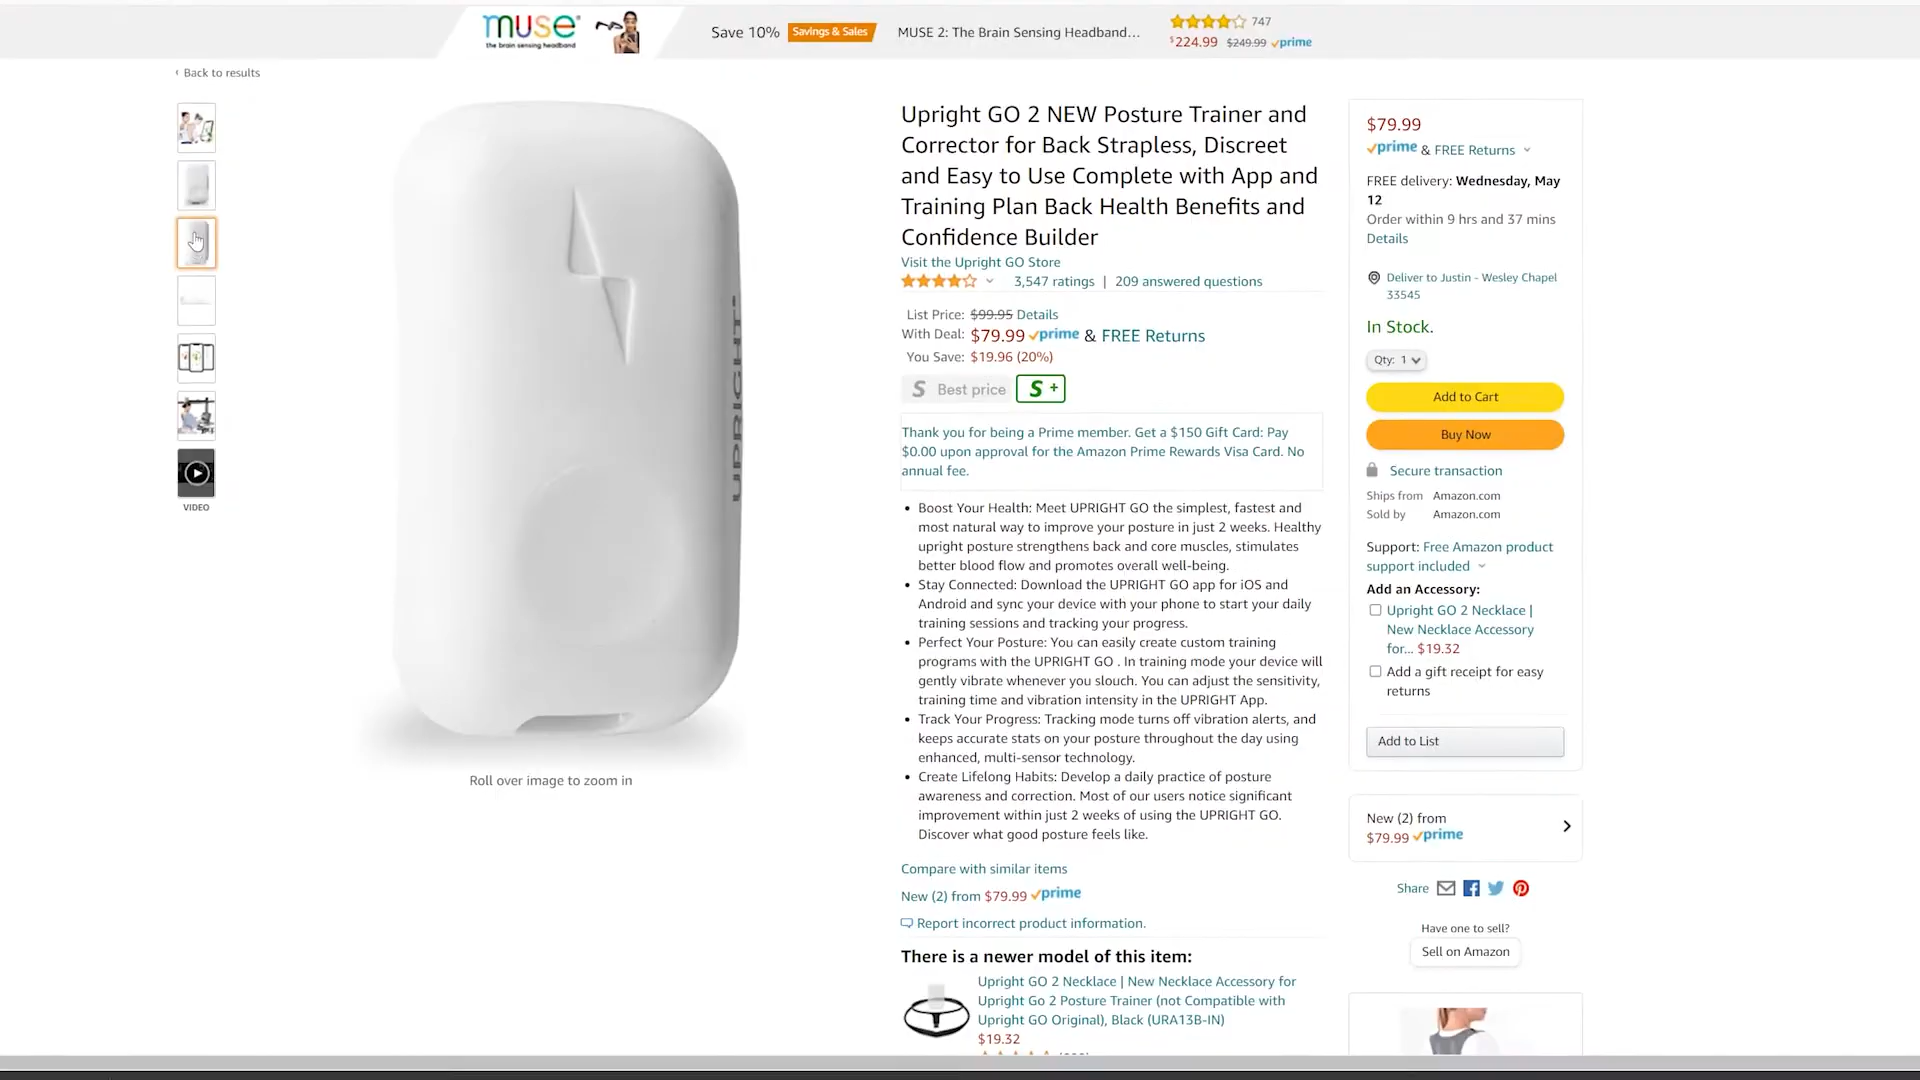 muse
the brain sensing headband
Save 10%
Savings & Sales
MUSE 2: The Brain Sensing Headband...
747
$224.99 $249.99 prime
‹ Back to results
VIDEO
UPRIGHT
Roll over image to zoom in
Upright GO 2 NEW Posture Trainer and
Corrector for Back Strapless, Discreet
and Easy to Use Complete with App and
Training Plan Back Health Benefits and
Confidence Builder
Visit the Upright GO Store
3,547 ratings | 209 answered questions
List Price: $99.95 Details
With Deal: $79.99 prime & FREE Returns
You Save: $19.96 (20%)
S Best price S +
Thank you for being a Prime member. Get a $150 Gift Card: Pay
$0.00 upon approval for the Amazon Prime Rewards Visa Card. No
annual fee.
• Boost Your Health: Meet UPRIGHT GO the simplest, fastest and
most natural way to improve your posture in just 2 weeks. Healthy
upright posture strengthens back and core muscles, stimulates
better blood flow and promotes overall well-being.
• Stay Connected: Download the UPRIGHT GO app for iOS and
Android and sync your device with your phone to start your daily
training sessions and tracking your progress.
• Perfect Your Posture: You can easily create custom training
programs with the UPRIGHT GO . In training mode your device will
gently vibrate whenever you slouch. You can adjust the sensitivity,
training time and vibration intensity in the UPRIGHT App.
• Track Your Progress: Tracking mode turns off vibration alerts, and
keeps accurate stats on your posture throughout the day using
enhanced, multi-sensor technology.
• Create Lifelong Habits: Develop a daily practice of posture
awareness and correction. Most of our users notice significant
improvement within just 2 weeks of using the UPRIGHT GO.
Discover what good posture feels like.
Compare with similar items
New (2) from $79.99 prime
Report incorrect product information.
There is a newer model of this item:
Upright GO 2 Necklace | New Necklace Accessory for
Upright Go 2 Posture Trainer (not Compatible with
Upright GO Original), Black (URA13B-IN)
$19.32
$79.99
prime & FREE Returns
FREE delivery: Wednesday, May
12
Order within 9 hrs and 37 mins
Details
Deliver to Justin - Wesley Chapel
33545
In Stock.
Qty: 1
Add to Cart
Buy Now
Secure transaction
Ships from Amazon.com
Sold by Amazon.com
Support: Free Amazon product
support included
Add an Accessory:
Upright GO 2 Necklace |
New Necklace Accessory
for... $19.32
Add a gift receipt for easy
returns
Add to List
New (2) from
$79.99 prime
Share
Have one to sell?
Sell on Amazon